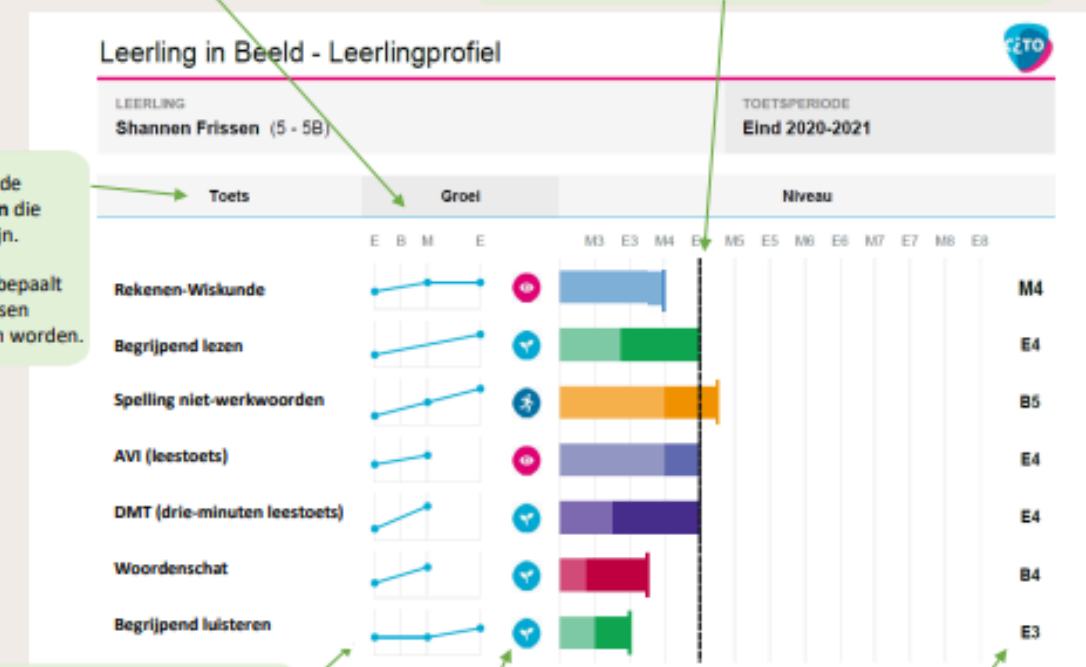 Leerling in Beeld - Leerlingprofiel
CiTO
LEERLING
Shannen Frissen (5 - 5B)
TOETSPERIODE
Eind 2020-2021
de
n die
jn.
bepaalt
sen
n worden.
Toets Groei Niveau
E B M E M3 E3 M4 M5 E5 M6 E6 M7 E7 M8 E8
Rekenen-Wiskunde M4
Begrijpend lezen E4
Spelling niet-werkwoorden B5
AVI (leestoets) E4
DMT (drie-minuten leestoets) E4
Woordenschat B4
Begrijpend luisteren E3